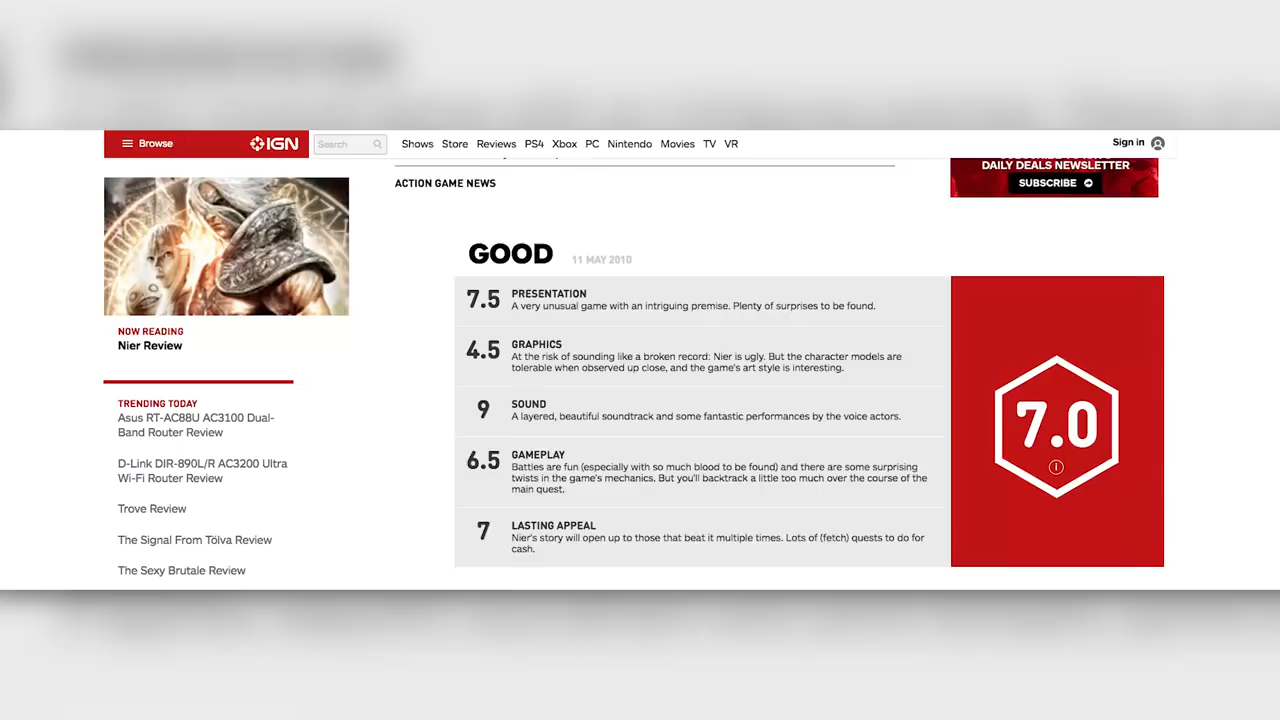 Browse
IGN
Search
Shows Store Reviews PS4 Xbox PC Nintendo Movies TV VR
Sign in
DAILY DEALS NEWSLETTER
SUBSCRIBE
ACTION GAME NEWS
NOW READING
Nier Review
TRENDING TODAY
Asus RT-AC88U AC3100 Dual-
Band Router Review
D-Link DIR-890L/R AC3200 Ultra
Wi-Fi Router Review
Trove Review
The Signal From Tölva Review
The Sexy Brutale Review
GOOD 11 MAY 2010
7.5 PRESENTATION
A very unusual game with an intriguing premise. Plenty of surprises to be found.
4.5 GRAPHICS
At the risk of sounding like a broken record: Nier is ugly. But the character models are
tolerable when observed up close, and the game's art style is interesting.
9 SOUND
A layered, beautiful soundtrack and some fantastic performances by the voice actors.
6.5 GAMEPLAY
Battles are fun (especially with so much blood to be found) and there are some surprising
twists in the game's mechanics. But you'll backtrack a little too much over the course of the
main quest.
7 LASTING APPEAL
Nier's story will open up to those that beat it multiple times. Lots of (fetch) quests to do for
cash.
7.0